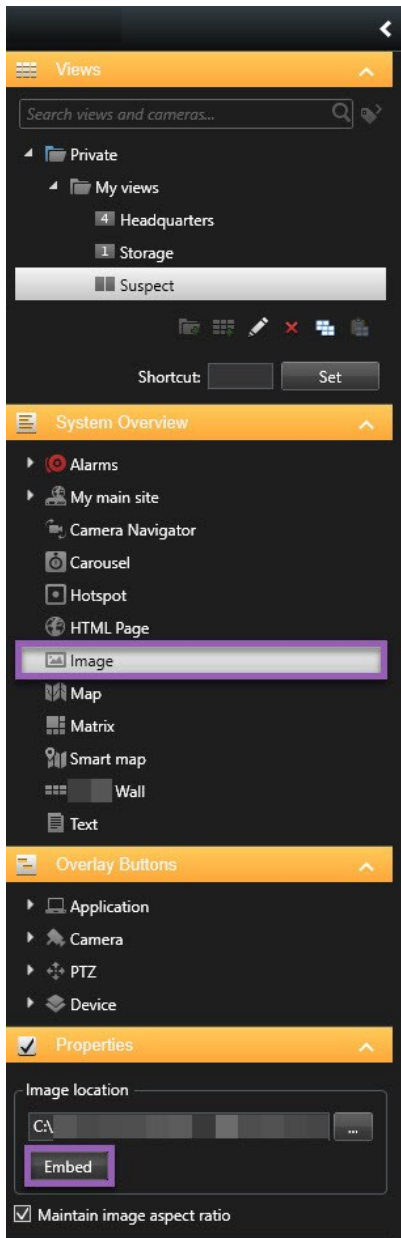 Views
Search views and cameras...
Private
My views
4 Headquarters
1 Storage
Suspect
Shortcut:
Set
System Overview
Alarms
My main site
Camera Navigator
Carousel
Hotspot
HTML Page
Image
Map
Matrix
Smart map
Wall
Text
Overlay Buttons
Application
Camera
PTZ
Device
Properties
Image location
C:\
...
Embed
Maintain image aspect ratio